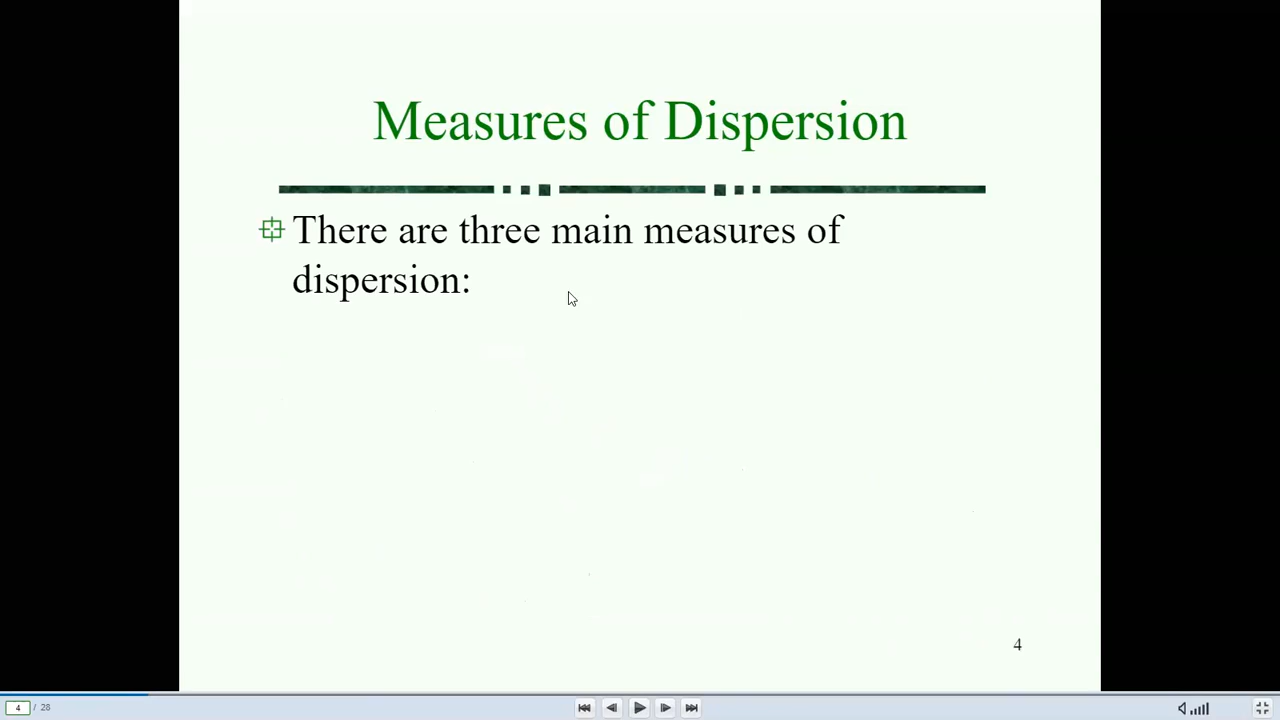 Measures of Dispersion
There are three main measures of
dispersion:
4
4 / 28